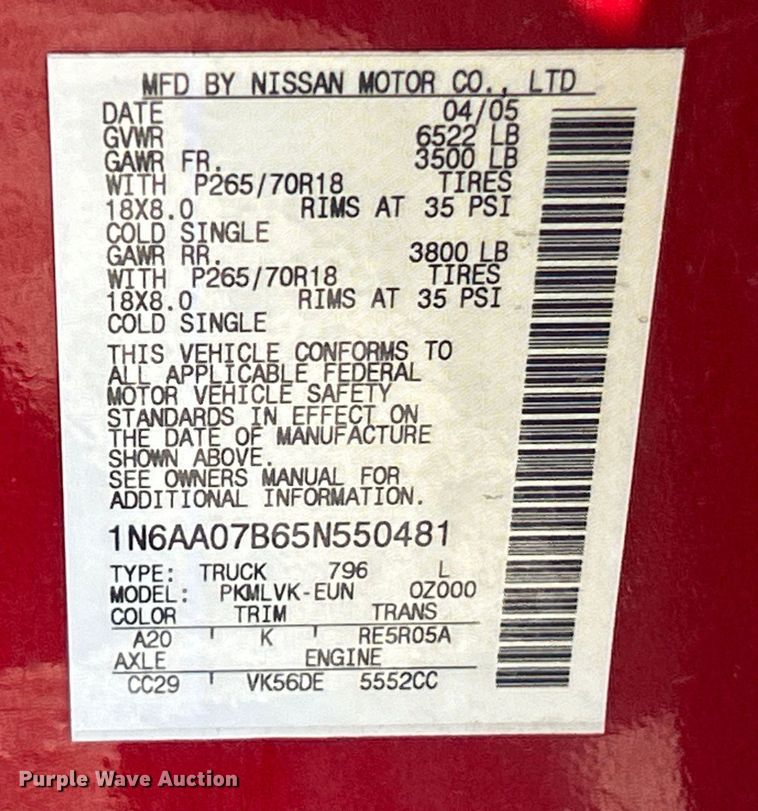 MFD BY NISSAN MOTOR CO., LTD
DATE 04/05
GVWR 6522 LB
GAWR FR. 3500 LB
WITH P265/70R18 TIRES
18X8.0 RIMS AT 35 PSI
COLD SINGLE
GAWR RR. 3800 LB
WITH P265/70R18 TIRES
18X8.0 RIMS AT 35 PSI
COLD SINGLE
THIS VEHICLE CONFORMS TO
ALL APPLICABLE FEDERAL
MOTOR VEHICLE SAFETY
STANDARDS IN EFFECT ON
THE DATE OF MANUFACTURE
SHOWN ABOVE.
SEE OWNERS MANUAL FOR
ADDITIONAL INFORMATION.
1N6AA07B65N550481
TYPE: TRUCK 796 L
MODEL: PKMLVK-EUN 0Z000
COLOR TRIM TRANS
A20 K RE5R05A
AXLE ENGINE
CC29 VK56DE 5552CC
Purple Wave Auction